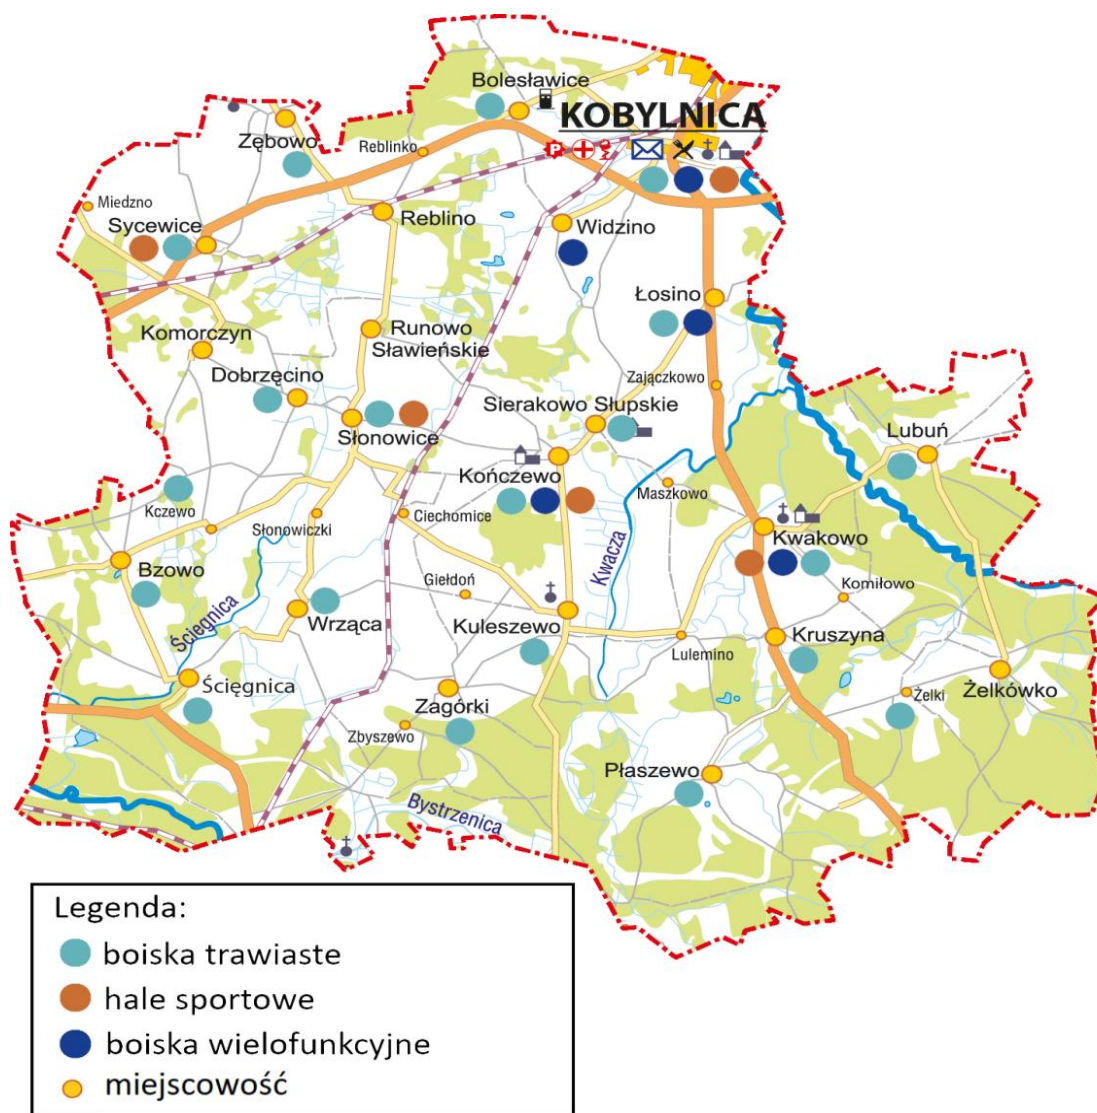 Bolesławice
KOBYLNICA
P
Zębowo
Reblinko
Miedzno
Sycewice
Reblino
Widzino
Łosino
Komorczyn
Runowo
Sławieńskie
Dobrzęcino
Zajączkowo
Sierakowo Słupskie
Słonowice
Lubuń
Kończewo
Maszkowo
Kczewo
Słonowiczki
Ciechomice
Kwakowo
Kwacza
Bzowo
Giełdoń
Komiłowo
Ścięgnica
Wrząca
Kuleszewo
Lulemino
Kruszyna
Ścięgnica
Zagórki
Żelki
Żelkówko
Zbyszewo
Płaszewo
Bystrzenica
Legenda:
boiska trawiaste
hale sportowe
boiska wielofunkcyjne
miejscowość